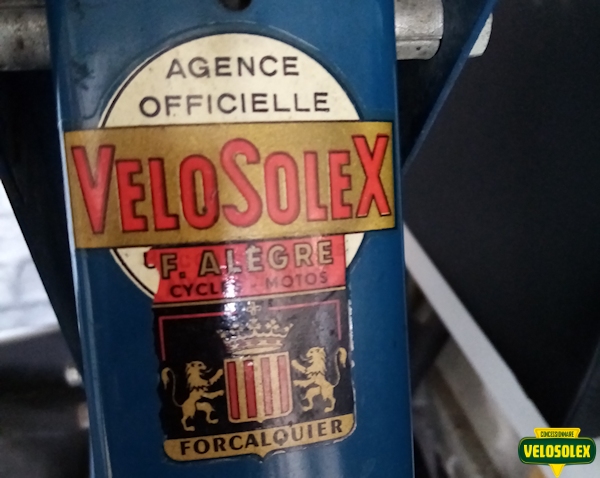 AGENCE
OFFICIELLE
VELOSOLEX
F. ALEGRE
CYCLES - MOTOS
FORCALQUIER
CONCESSIONNAIRE
VELOSOLEX